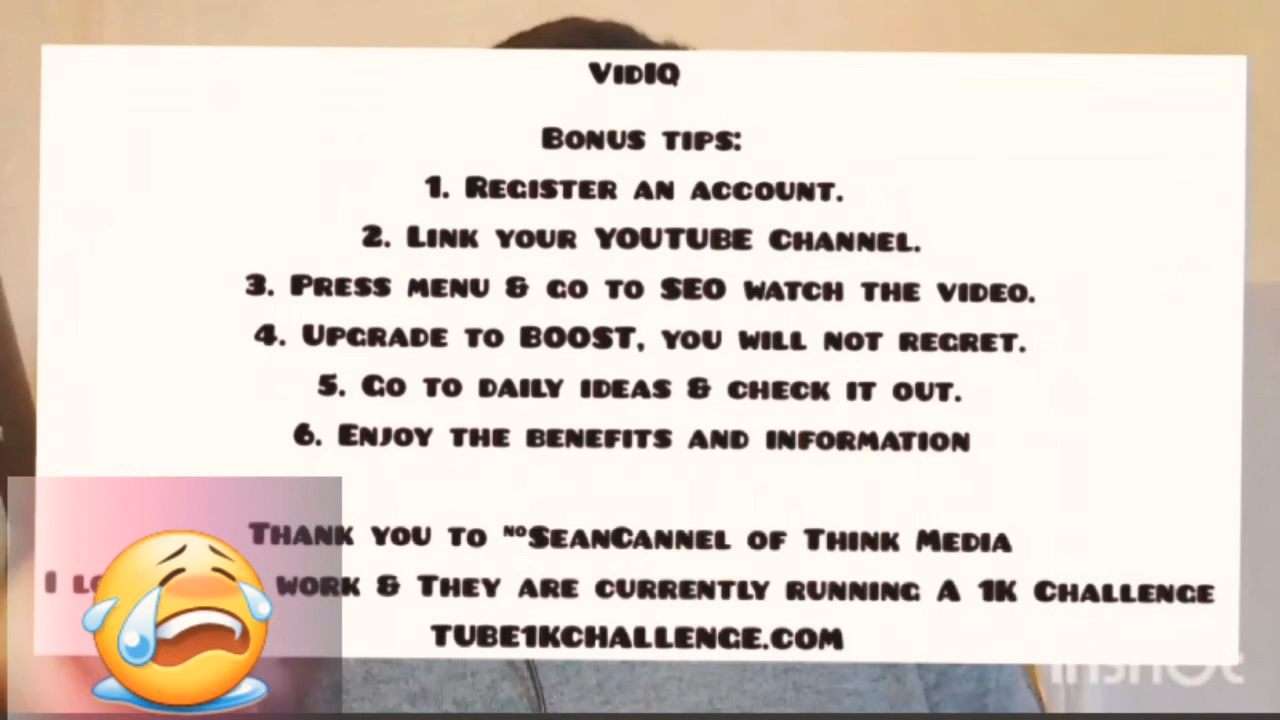 VidIQ
Bonus tips:
1. Register an account.
2. Link your YOUTUBE Channel.
3. Press menu & go to SEO watch the video.
4. Upgrade to BOOST, you will not regret.
5. Go to daily ideas & check it out.
6. Enjoy the benefits and information
Thank you to ᴺᴼSeanCannel of Think Media
I work & They are currently running A 1K Challenge
TUBE1KCHALLENGE.COM
InShot